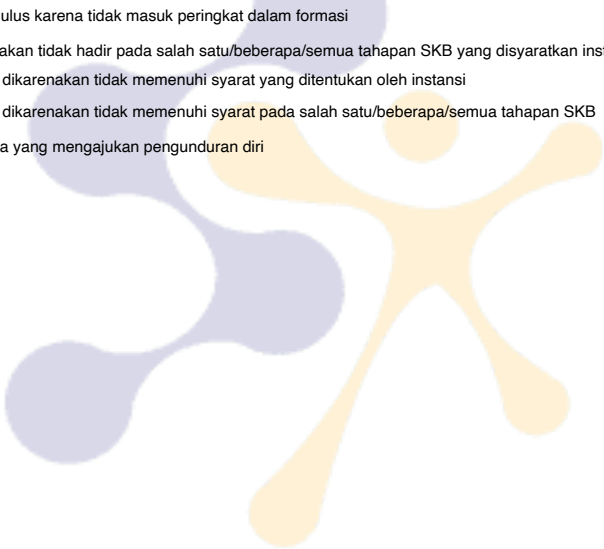 ulus karena tidak masuk peringkat dalam formasi
akan tidak hadir pada salah satu/beberapa/semua tahapan SKB yang disyaratkan ins
dikarenakan tidak memenuhi syarat yang ditentukan oleh instansi
dikarenakan tidak memenuhi syarat pada salah satu/beberapa/semua tahapan SKB
a yang mengajukan pengunduran diri